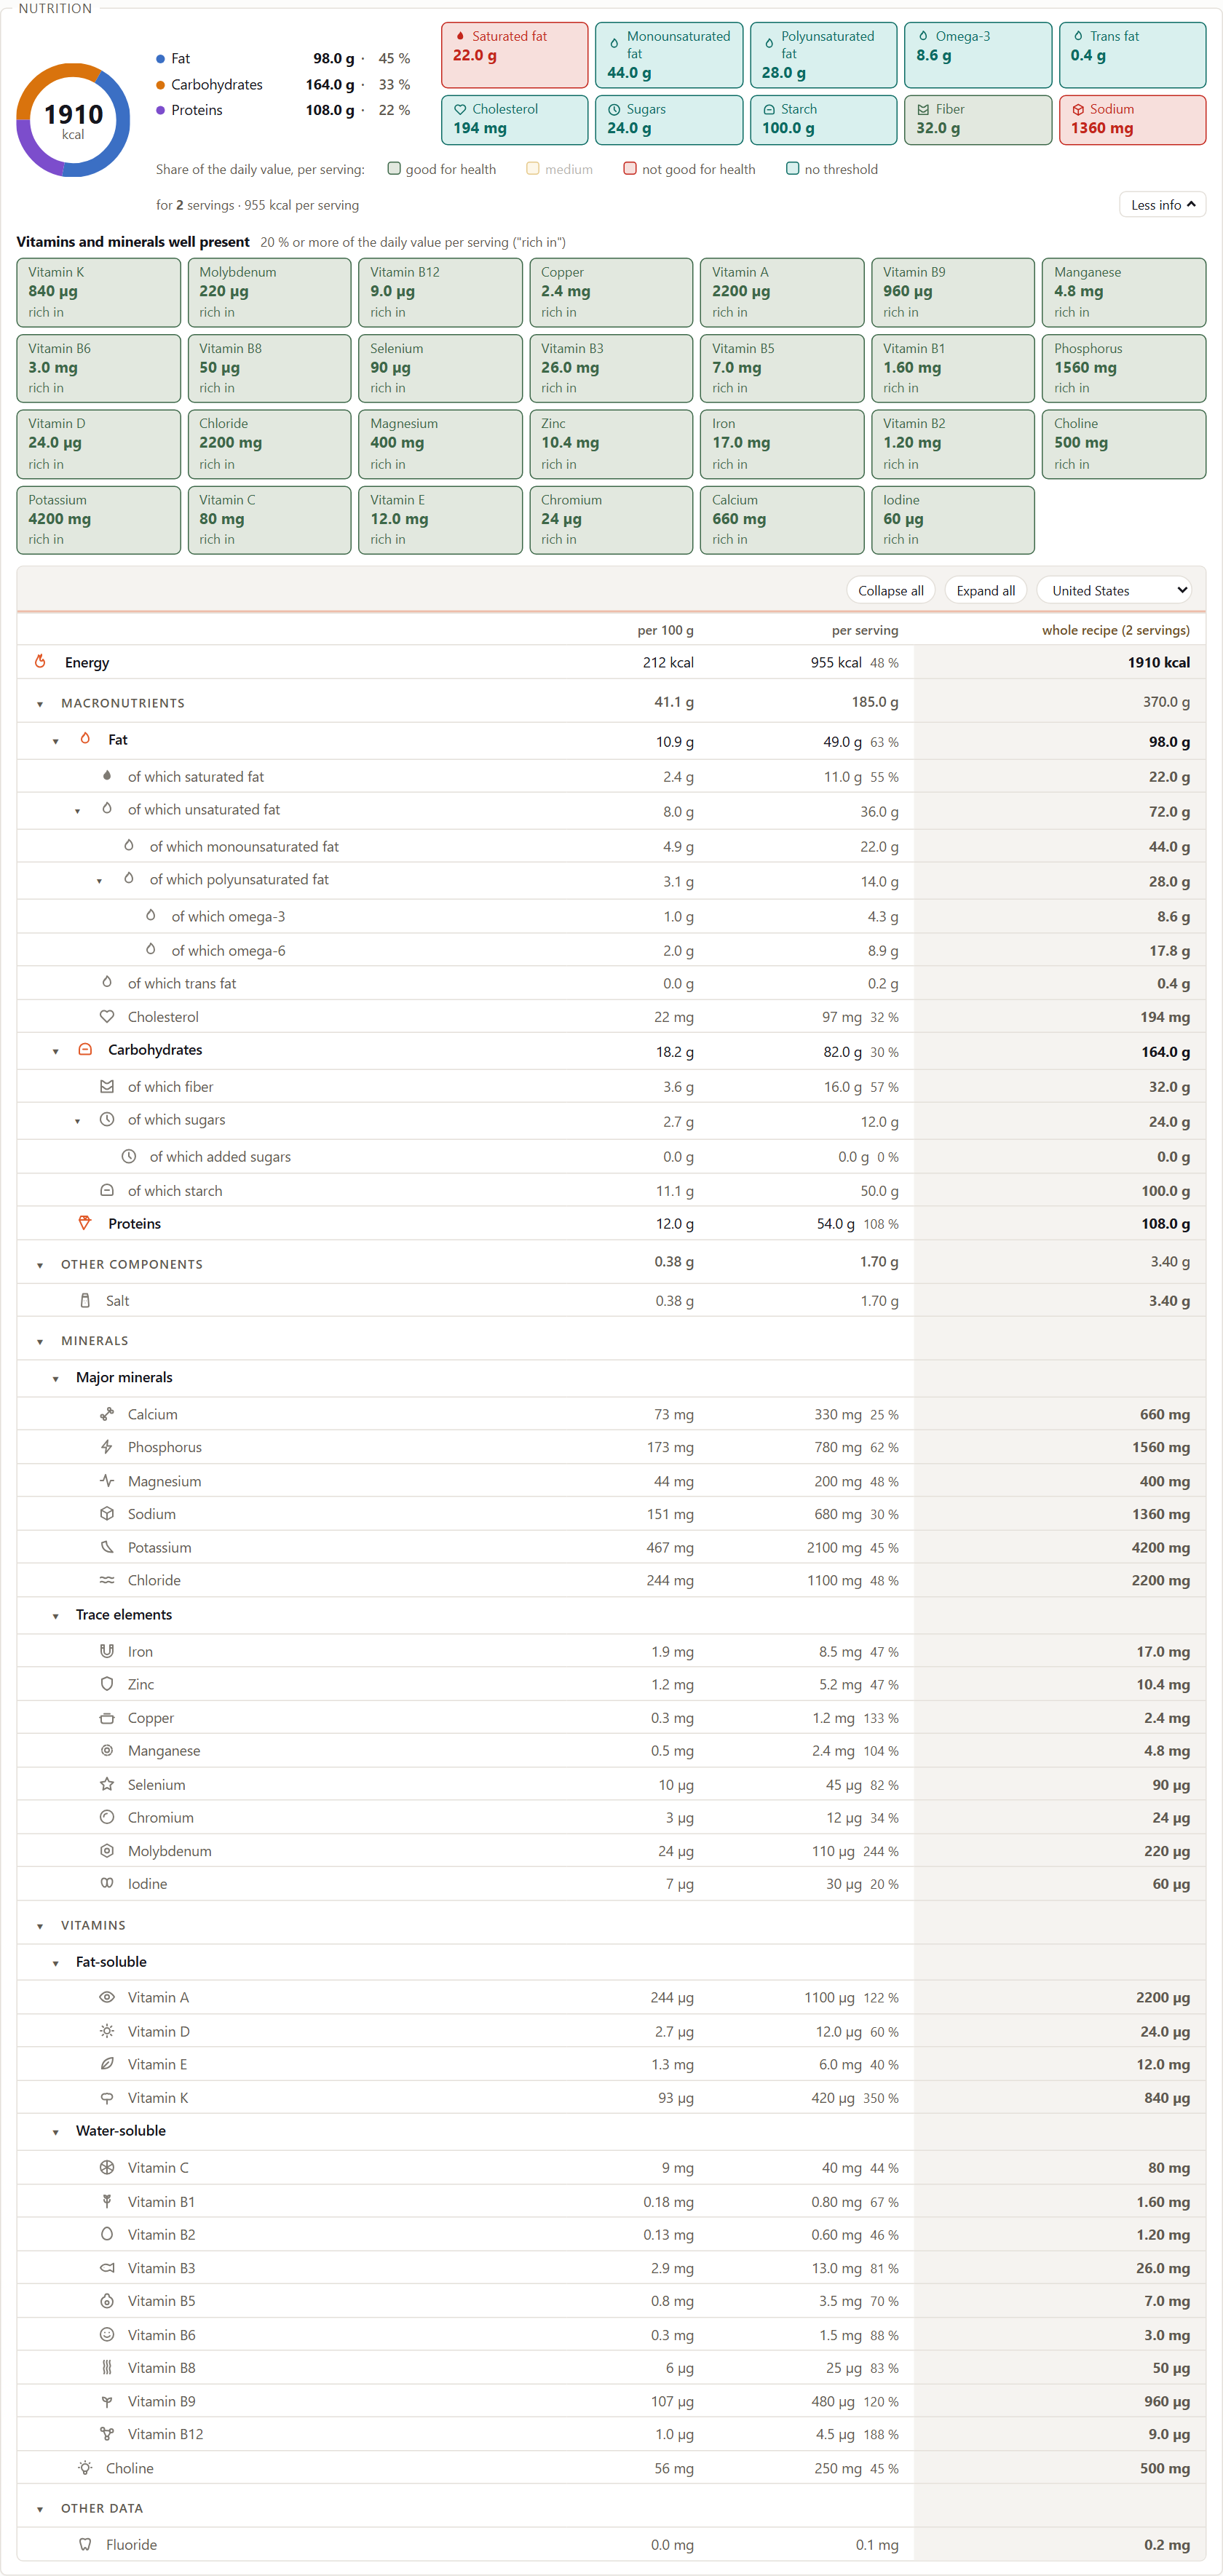 NUTRITION
1910
kcal
Fat 98.0 g · 45 %
Carbohydrates 164.0 g · 33 %
Proteins 108.0 g · 22 %
Saturated fat
22.0 g
Monounsaturated
fat
44.0 g
Polyunsaturated
fat
28.0 g
Omega-3
8.6 g
Trans fat
0.4 g
Cholesterol
194 mg
Sugars
24.0 g
Starch
100.0 g
Fiber
32.0 g
Sodium
1360 mg
Share of the daily value, per serving: good for health medium not good for health no threshold
for 2 servings · 955 kcal per serving
Less info
Vitamins and minerals well present 20 % or more of the daily value per serving ("rich in")
Vitamin K
840 µg
rich in
Molybdenum
220 µg
rich in
Vitamin B12
9.0 µg
rich in
Copper
2.4 mg
rich in
Vitamin A
2200 µg
rich in
Vitamin B9
960 µg
rich in
Manganese
4.8 mg
rich in
Vitamin B6
3.0 mg
rich in
Vitamin B8
50 µg
rich in
Selenium
90 µg
rich in
Vitamin B3
26.0 mg
rich in
Vitamin B5
7.0 mg
rich in
Vitamin B1
1.60 mg
rich in
Phosphorus
1560 mg
rich in
Vitamin D
24.0 µg
rich in
Chloride
2200 mg
rich in
Magnesium
400 mg
rich in
Zinc
10.4 mg
rich in
Iron
17.0 mg
rich in
Vitamin B2
1.20 mg
rich in
Choline
500 mg
rich in
Potassium
4200 mg
rich in
Vitamin C
80 mg
rich in
Vitamin E
12.0 mg
rich in
Chromium
24 µg
rich in
Calcium
660 mg
rich in
Iodine
60 µg
rich in
Collapse all Expand all United States
per 100 g per serving whole recipe (2 servings)
Energy 212 kcal 955 kcal 48 % 1910 kcal
MACRONUTRIENTS 41.1 g 185.0 g 370.0 g
Fat 10.9 g 49.0 g 63 % 98.0 g
of which saturated fat 2.4 g 11.0 g 55 % 22.0 g
of which unsaturated fat 8.0 g 36.0 g 72.0 g
of which monounsaturated fat 4.9 g 22.0 g 44.0 g
of which polyunsaturated fat 3.1 g 14.0 g 28.0 g
of which omega-3 1.0 g 4.3 g 8.6 g
of which omega-6 2.0 g 8.9 g 17.8 g
of which trans fat 0.0 g 0.2 g 0.4 g
Cholesterol 22 mg 97 mg 32 % 194 mg
Carbohydrates 18.2 g 82.0 g 30 % 164.0 g
of which fiber 3.6 g 16.0 g 57 % 32.0 g
of which sugars 2.7 g 12.0 g 24.0 g
of which added sugars 0.0 g 0.0 g 0 % 0.0 g
of which starch 11.1 g 50.0 g 100.0 g
Proteins 12.0 g 54.0 g 108 % 108.0 g
OTHER COMPONENTS 0.38 g 1.70 g 3.40 g
Salt 0.38 g 1.70 g 3.40 g
MINERALS
Major minerals
Calcium 73 mg 330 mg 25 % 660 mg
Phosphorus 173 mg 780 mg 62 % 1560 mg
Magnesium 44 mg 200 mg 48 % 400 mg
Sodium 151 mg 680 mg 30 % 1360 mg
Potassium 467 mg 2100 mg 45 % 4200 mg
Chloride 244 mg 1100 mg 48 % 2200 mg
Trace elements
Iron 1.9 mg 8.5 mg 47 % 17.0 mg
Zinc 1.2 mg 5.2 mg 47 % 10.4 mg
Copper 0.3 mg 1.2 mg 133 % 2.4 mg
Manganese 0.5 mg 2.4 mg 104 % 4.8 mg
Selenium 10 µg 45 µg 82 % 90 µg
Chromium 3 µg 12 µg 34 % 24 µg
Molybdenum 24 µg 110 µg 244 % 220 µg
Iodine 7 µg 30 µg 20 % 60 µg
VITAMINS
Fat-soluble
Vitamin A 244 µg 1100 µg 122 % 2200 µg
Vitamin D 2.7 µg 12.0 µg 60 % 24.0 µg
Vitamin E 1.3 mg 6.0 mg 40 % 12.0 mg
Vitamin K 93 µg 420 µg 350 % 840 µg
Water-soluble
Vitamin C 9 mg 40 mg 44 % 80 mg
Vitamin B1 0.18 mg 0.80 mg 67 % 1.60 mg
Vitamin B2 0.13 mg 0.60 mg 46 % 1.20 mg
Vitamin B3 2.9 mg 13.0 mg 81 % 26.0 mg
Vitamin B5 0.8 mg 3.5 mg 70 % 7.0 mg
Vitamin B6 0.3 mg 1.5 mg 88 % 3.0 mg
Vitamin B8 6 µg 25 µg 83 % 50 µg
Vitamin B9 107 µg 480 µg 120 % 960 µg
Vitamin B12 1.0 µg 4.5 µg 188 % 9.0 µg
Choline 56 mg 250 mg 45 % 500 mg
OTHER DATA
Fluoride 0.0 mg 0.1 mg 0.2 mg